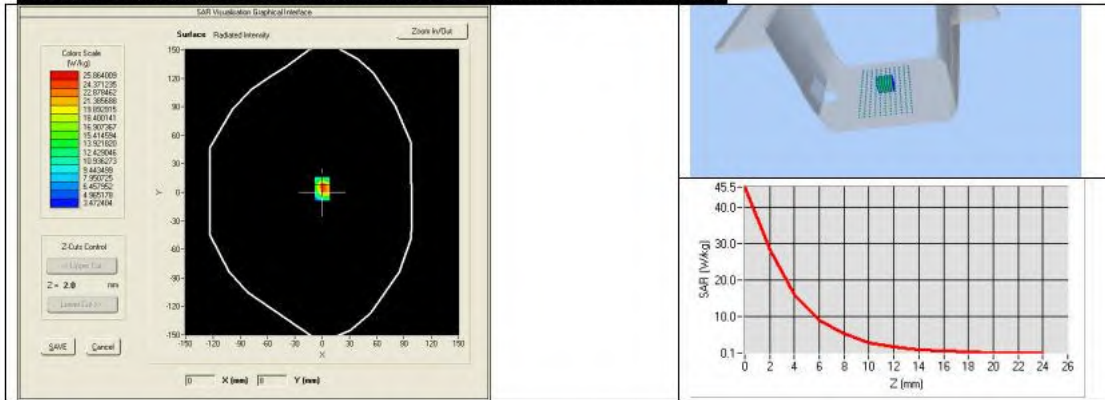 SAR Visualisation Graphical Interface
Surface Radiated Intensity
Zoom In/Out
Colors Scale
(W/kg)
25.864009
24.371235
22.878462
21.385688
19.892915
18.400141
16.907367
15.414594
13.921820
12.429046
10.936273
9.443499
7.950725
6.457952
4.965178
3.472404
Z-Cuts Control
Z = 2.0 mm
SAVE Cancel
150
120
90
60
30
0
-30
-60
-90
-120
-150
Y
-150 -120 -90 -60 -30 0 30 60 90 120 150
X
0 X (mm) 0 Y (mm)
45.5
40.0
30.0
20.0
10.0
0.1
SAR (W/kg)
0 2 4 6 8 10 12 14 16 18 20 22 24 26
Z (mm)